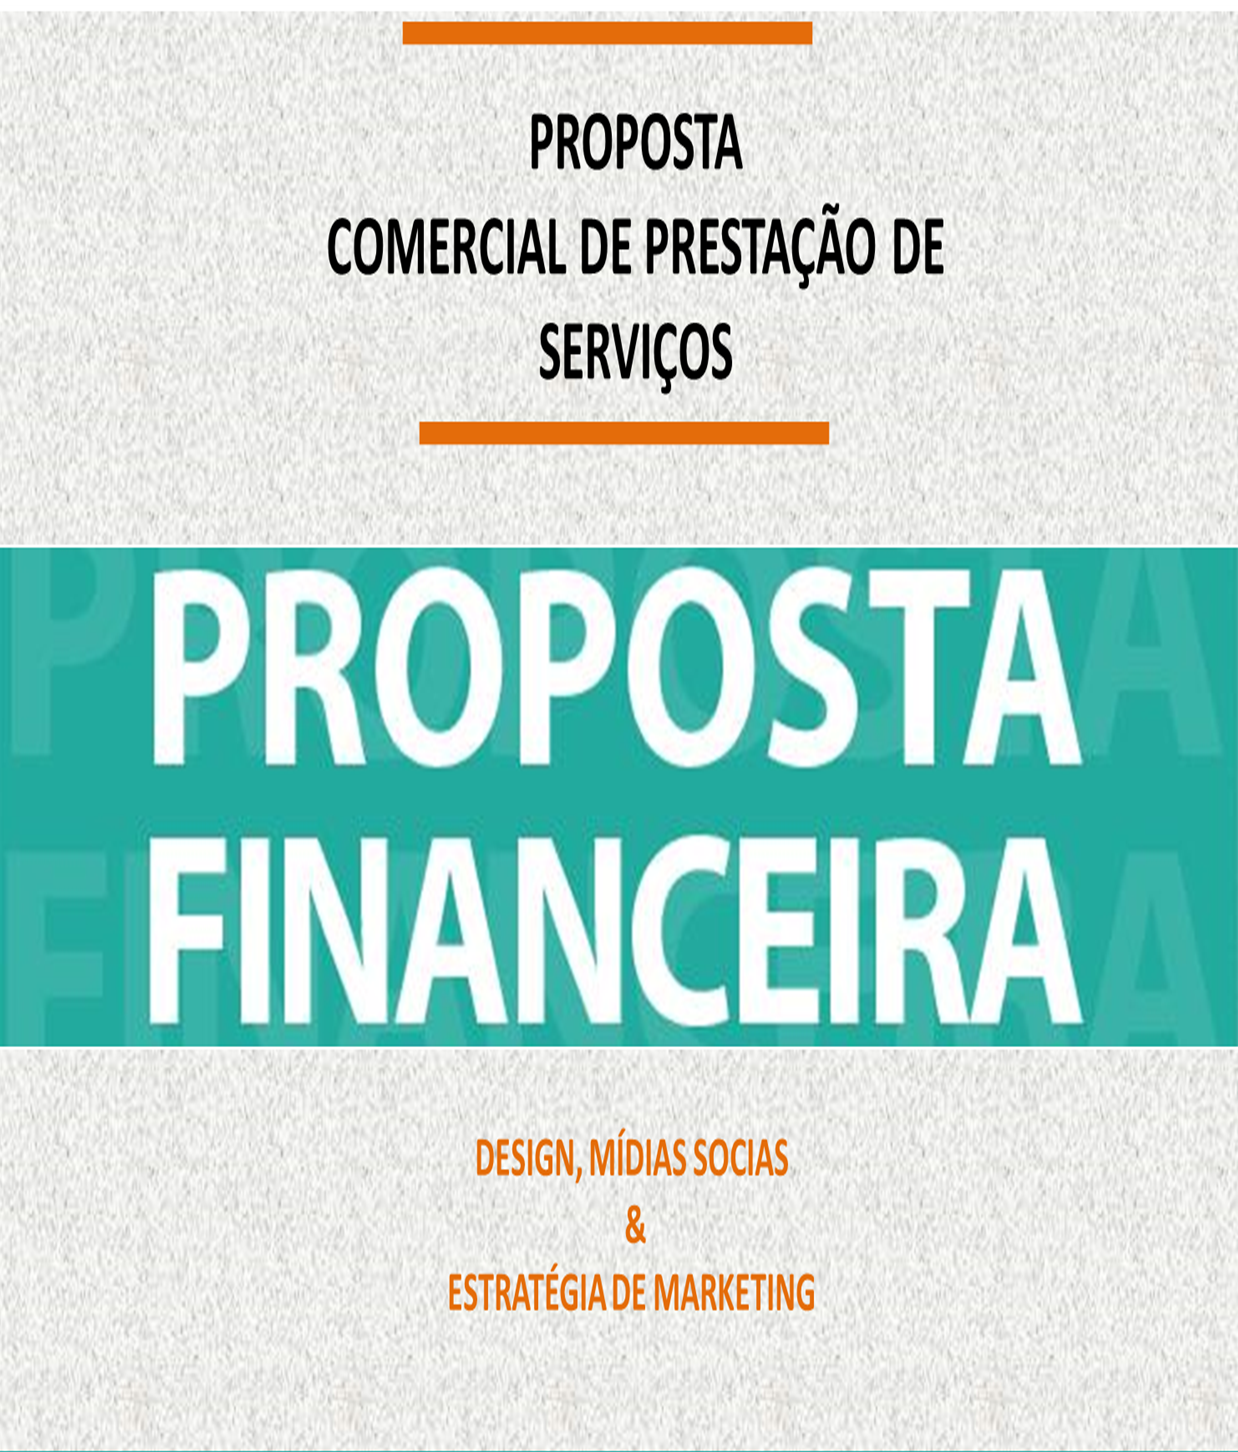 PROPOSTA
COMERCIAL DE PRESTAÇÃO DE
SERVIÇOS
PROPOSTA
FINANCEIRA
DESIGN, MÍDIAS SOCIAS
&
ESTRATÉGIA DE MARKETING